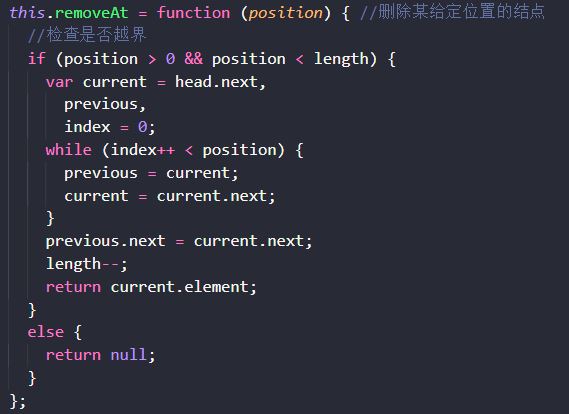 this.removeAt = function (position) { //删除某给定位置的结点
  //检查是否越界
  if (position > 0 && position < length) {
    var current = head.next,
      previous,
      index = 0;
    while (index++ < position) {
      previous = current;
      current = current.next;
    }
    previous.next = current.next;
    length--;
    return current.element;
  }
  else {
    return null;
  }
};